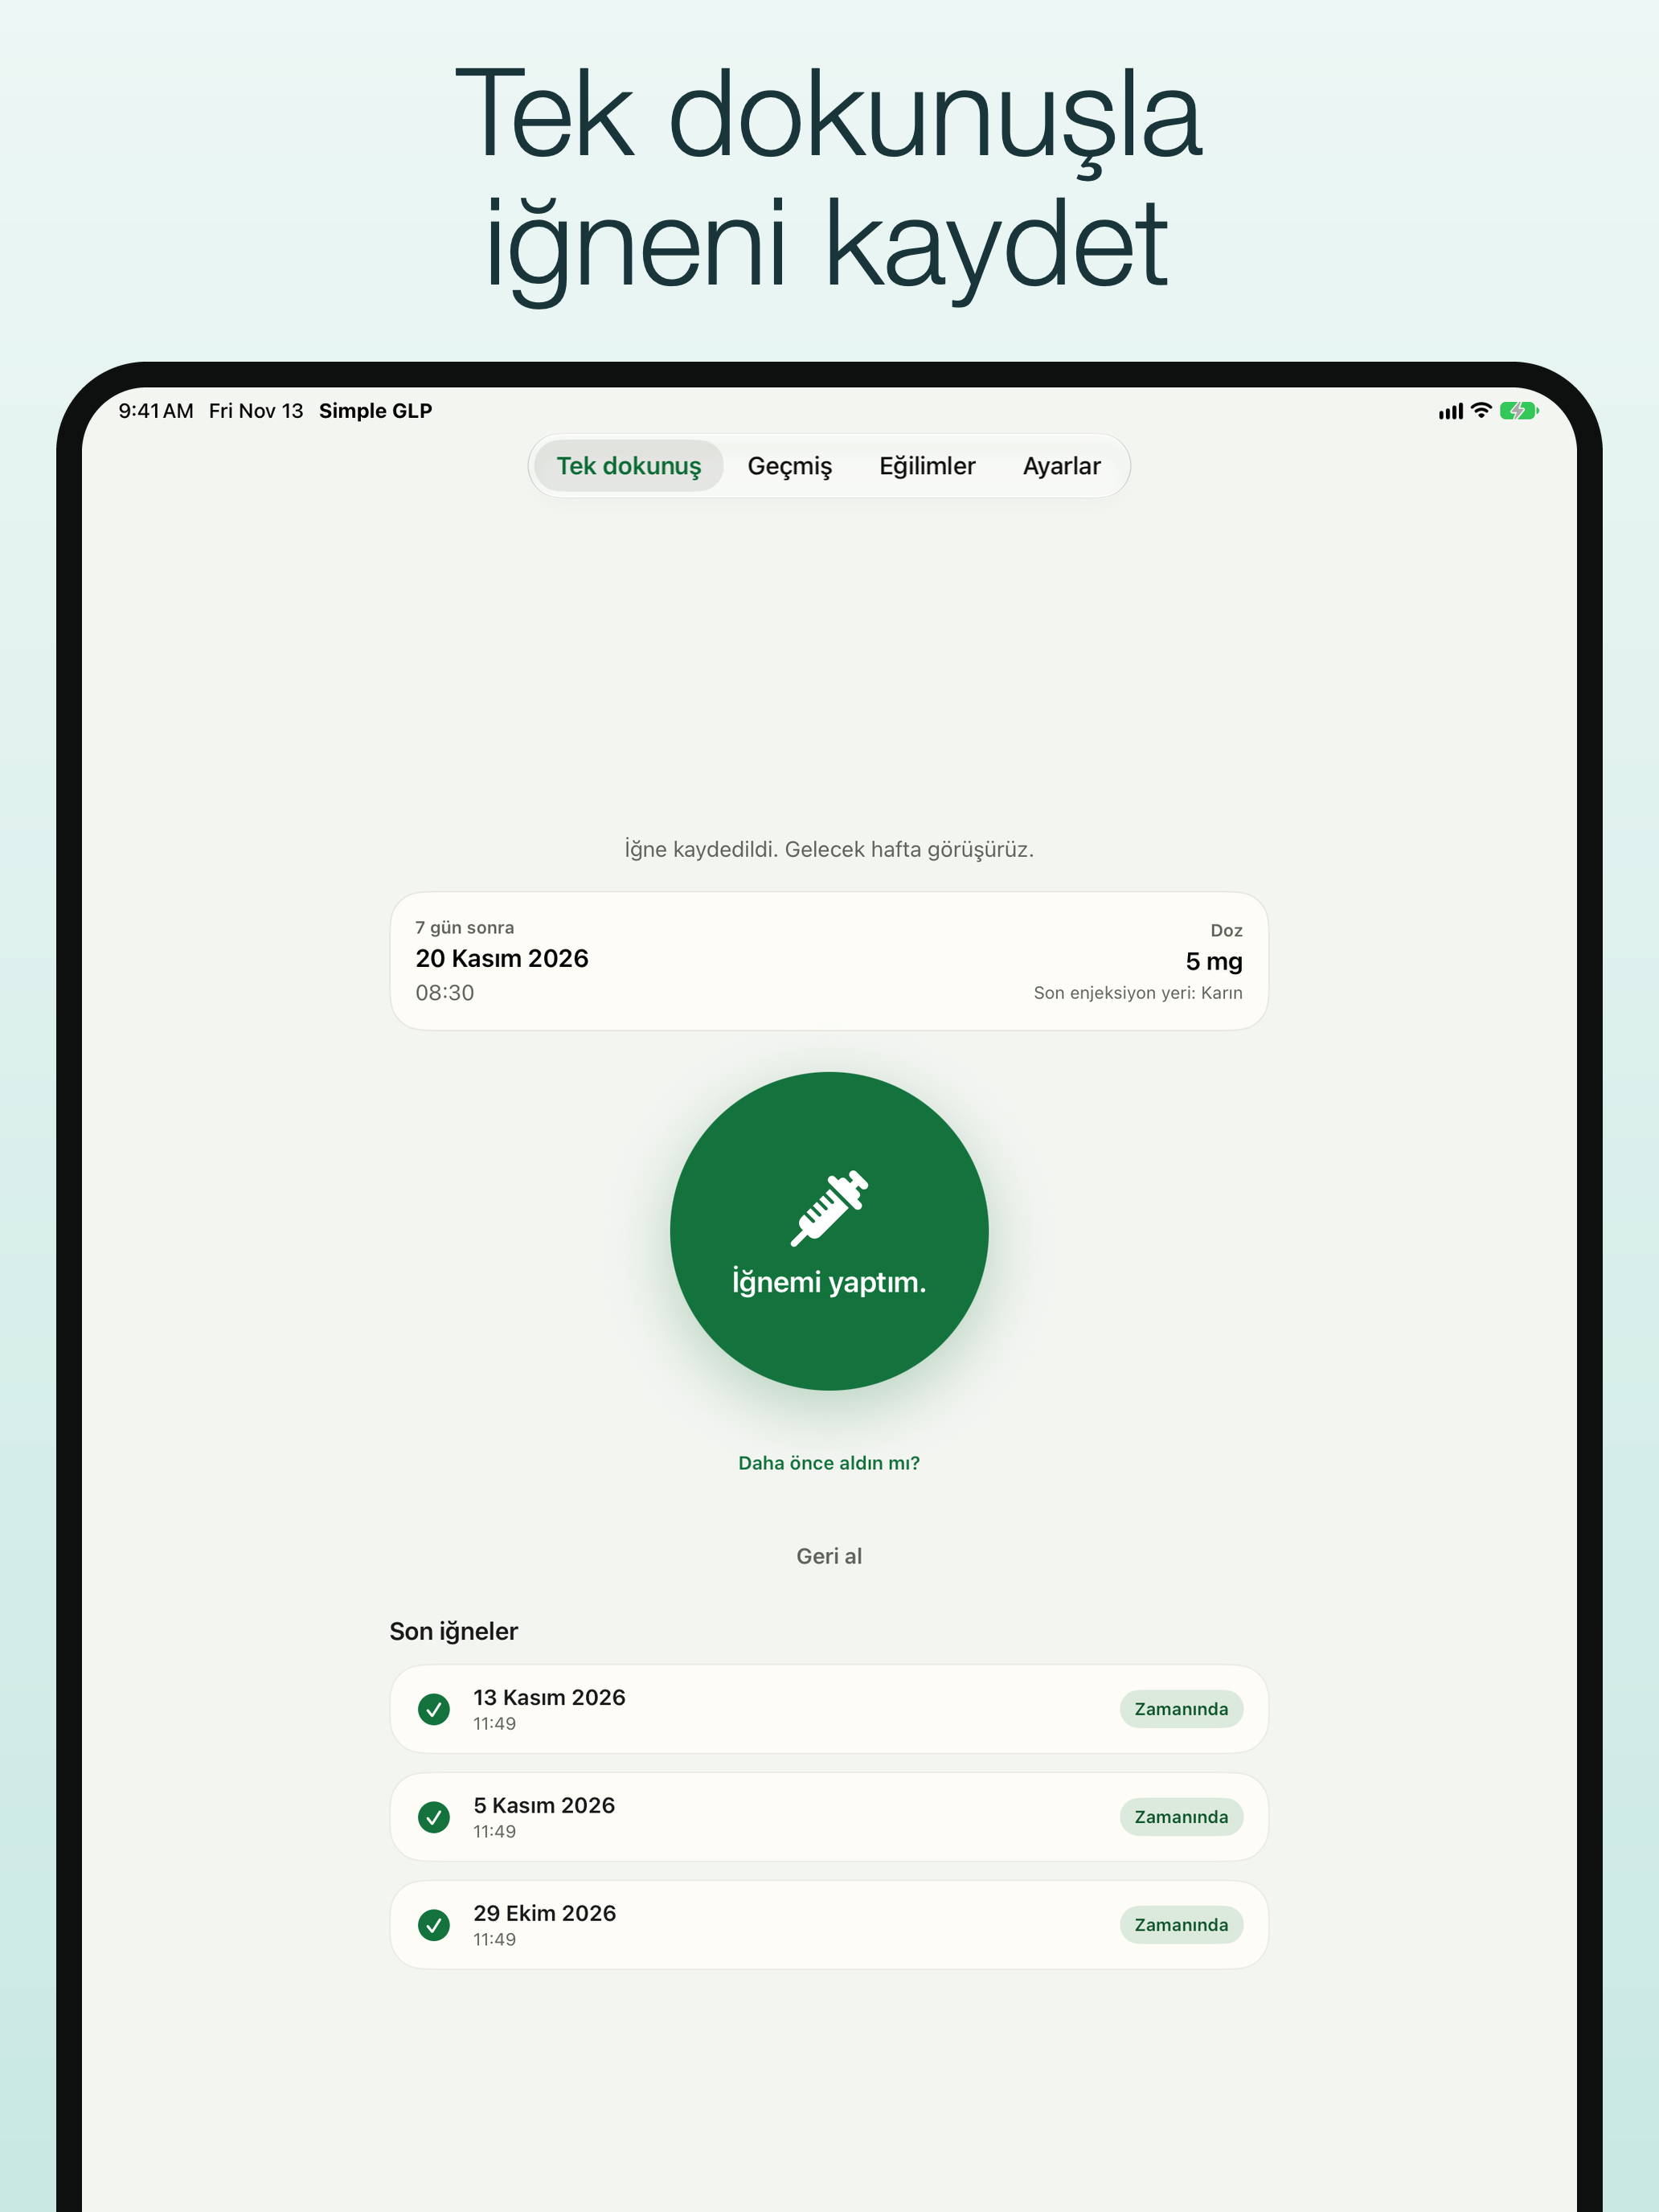 Tek dokunuşla
iğneni kaydet
9:41 AM Fri Nov 13 Simple GLP
Tek dokunuş Geçmiş Eğilimler Ayarlar
İğne kaydedildi. Gelecek hafta görüşürüz.
7 gün sonra
20 Kasım 2026
08:30
Doz
5 mg
Son enjeksiyon yeri: Karın
İğnemi yaptım.
Daha önce aldın mı?
Geri al
Son iğneler
13 Kasım 2026
11:49
Zamanında
5 Kasım 2026
11:49
Zamanında
29 Ekim 2026
11:49
Zamanında